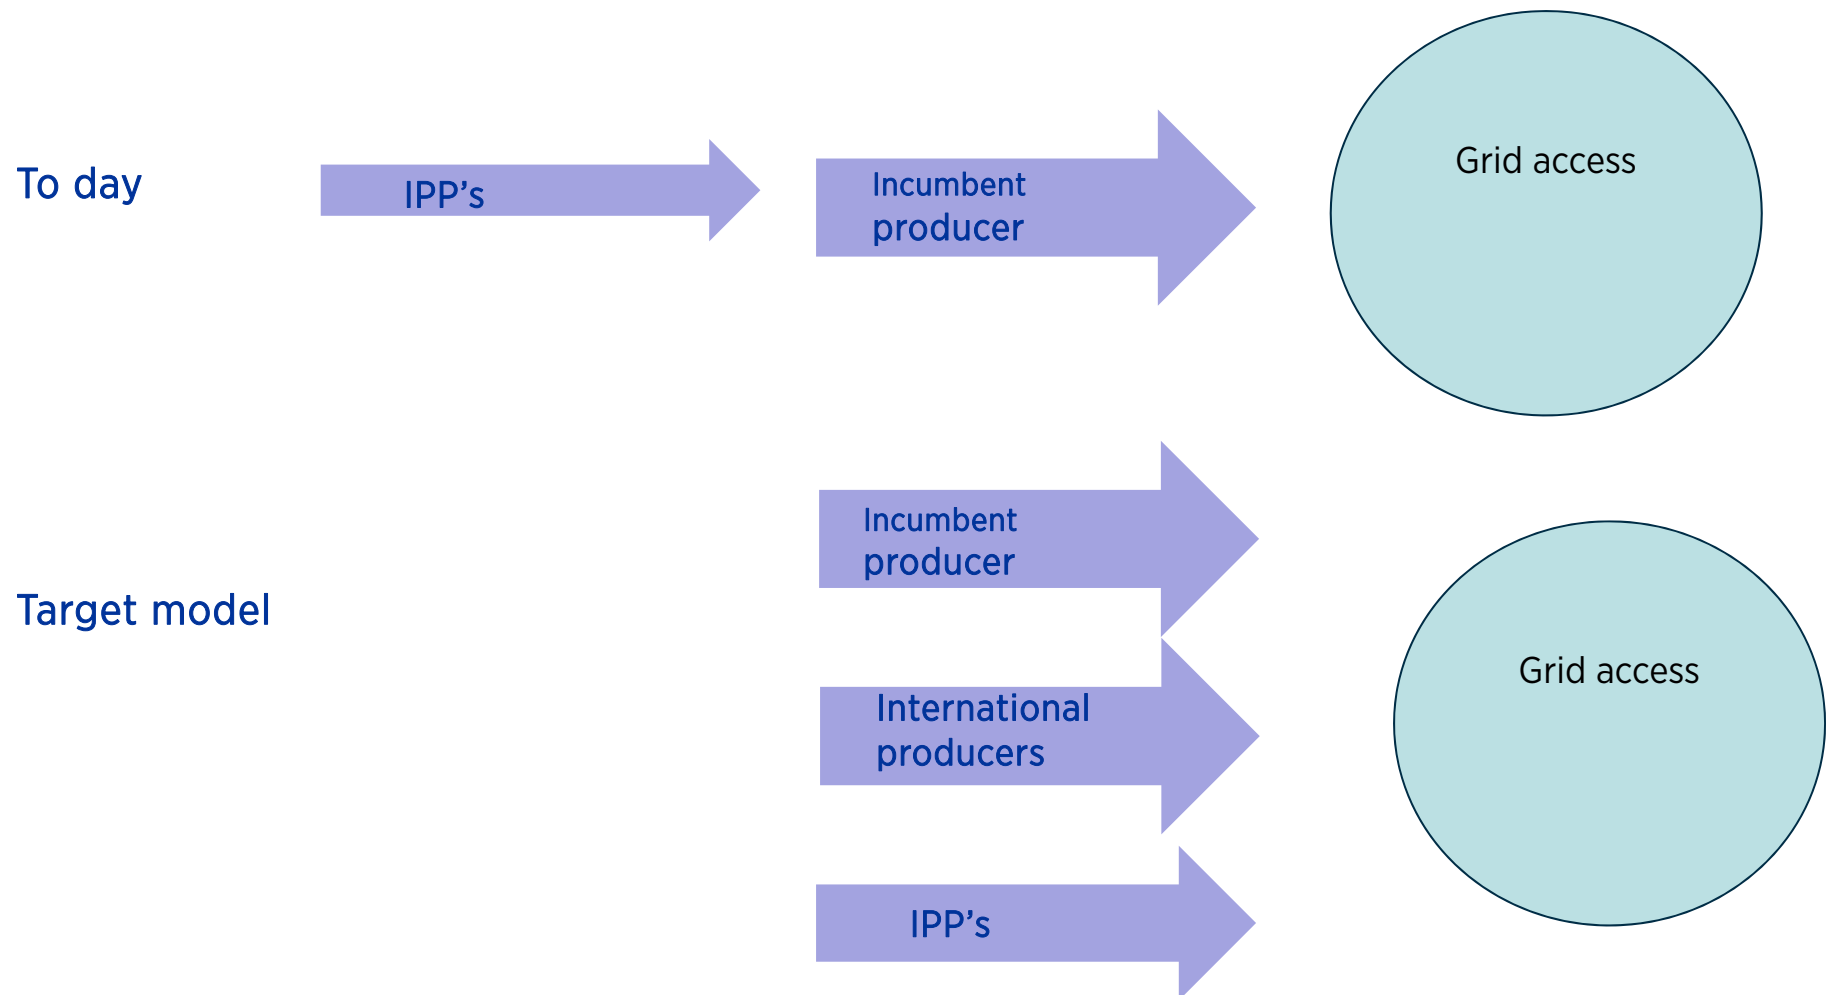 To day
IPP’s
Incumbent
producer
Grid access
Target model
Incumbent
producer
International
producers
IPP’s
Grid access